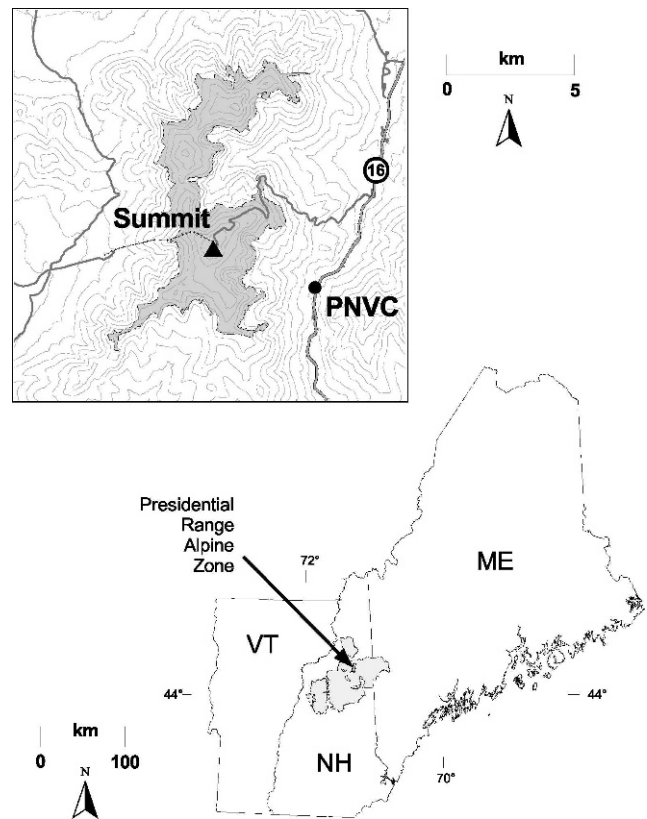 km
0 5
N
16
Summit
PNVC
Presidential
Range
Alpine
Zone
72°
ME
VT
44°
44°
km
0 100
N
NH
70°